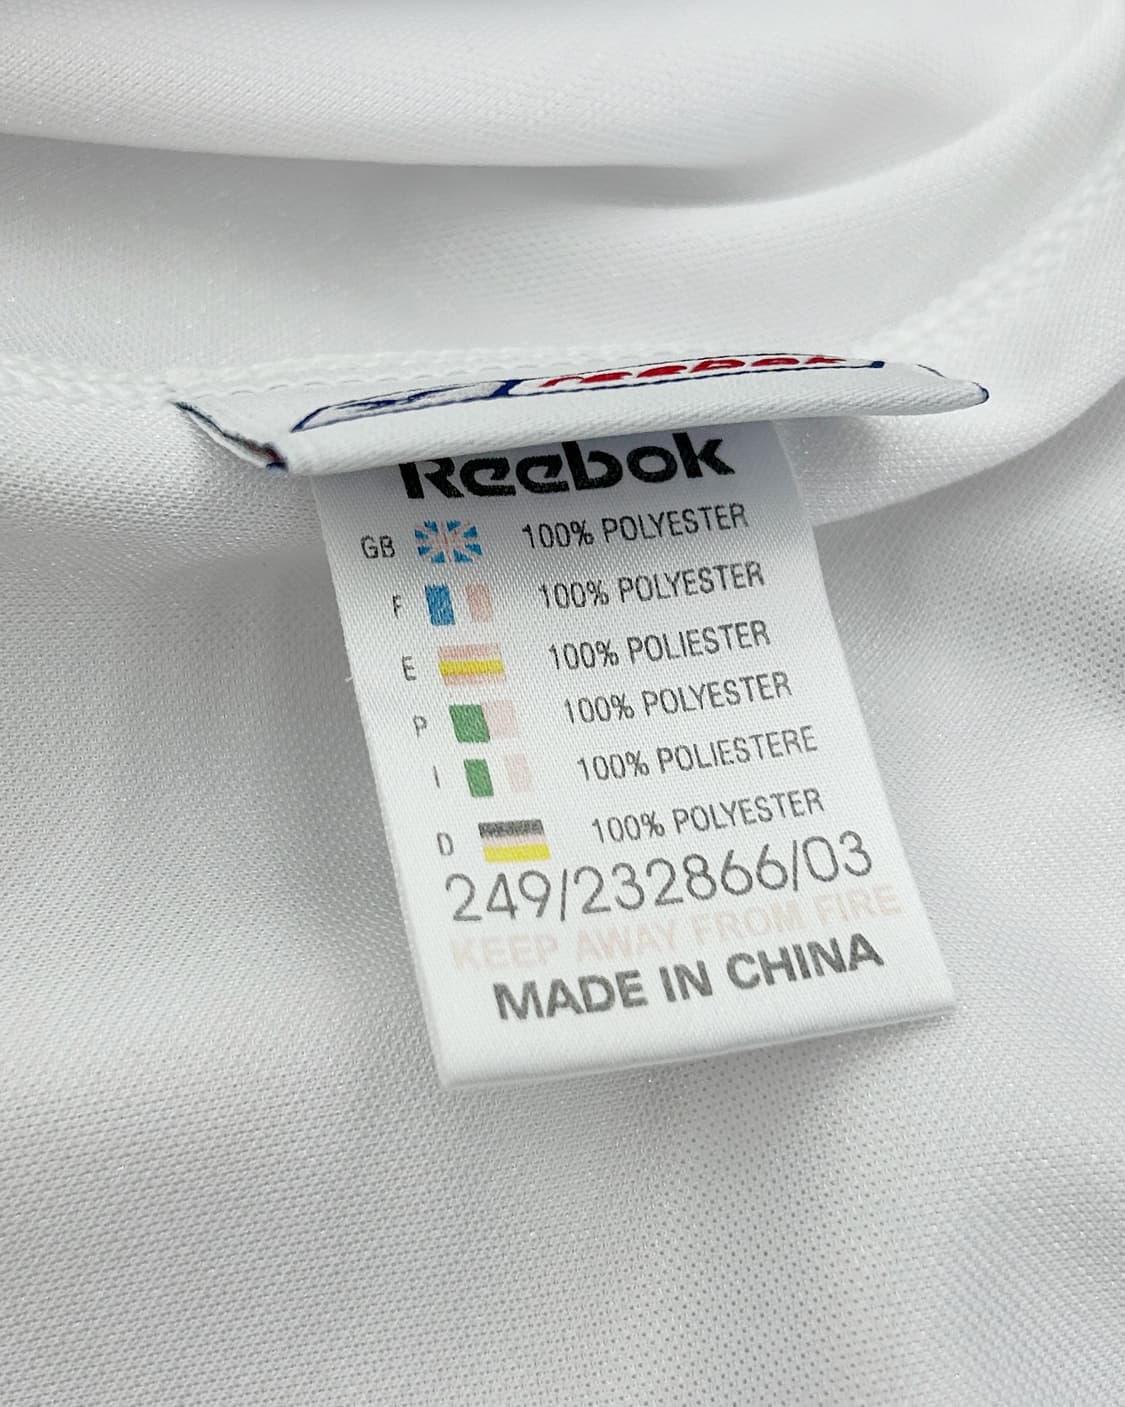 reebok
Reebok
GB 100% POLYESTER
F 100% POLYESTER
E 100% POLIESTER
P 100% POLYESTER
I 100% POLIESTERE
D 100% POLYESTER
249/232866/03
KEEP AWAY FROM FIRE
MADE IN CHINA